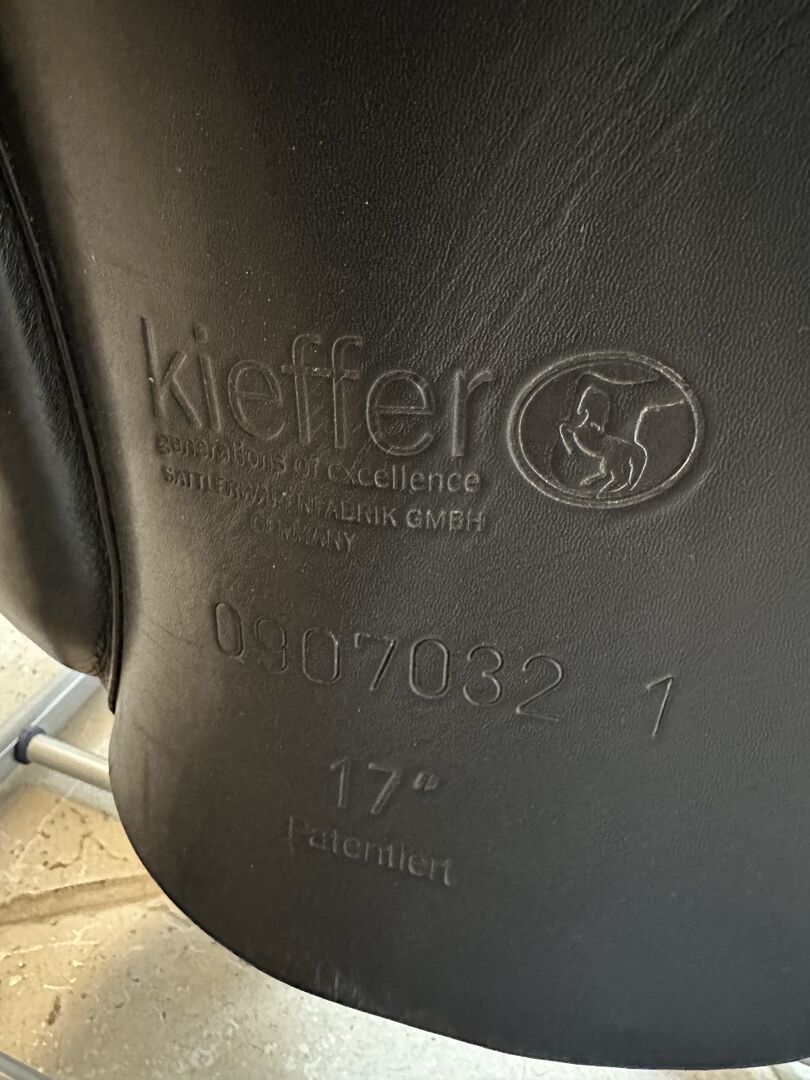 kieffer
generations of excellence
SATTLERWARENFABRIK GMBH
GERMANY
0907032 1
17"
Patentiert